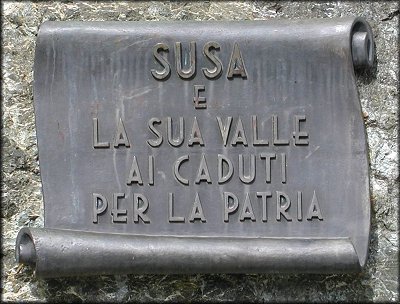 SUSA
E
LA SUA VALLE
AI CADUTI
PER LA PATRIA